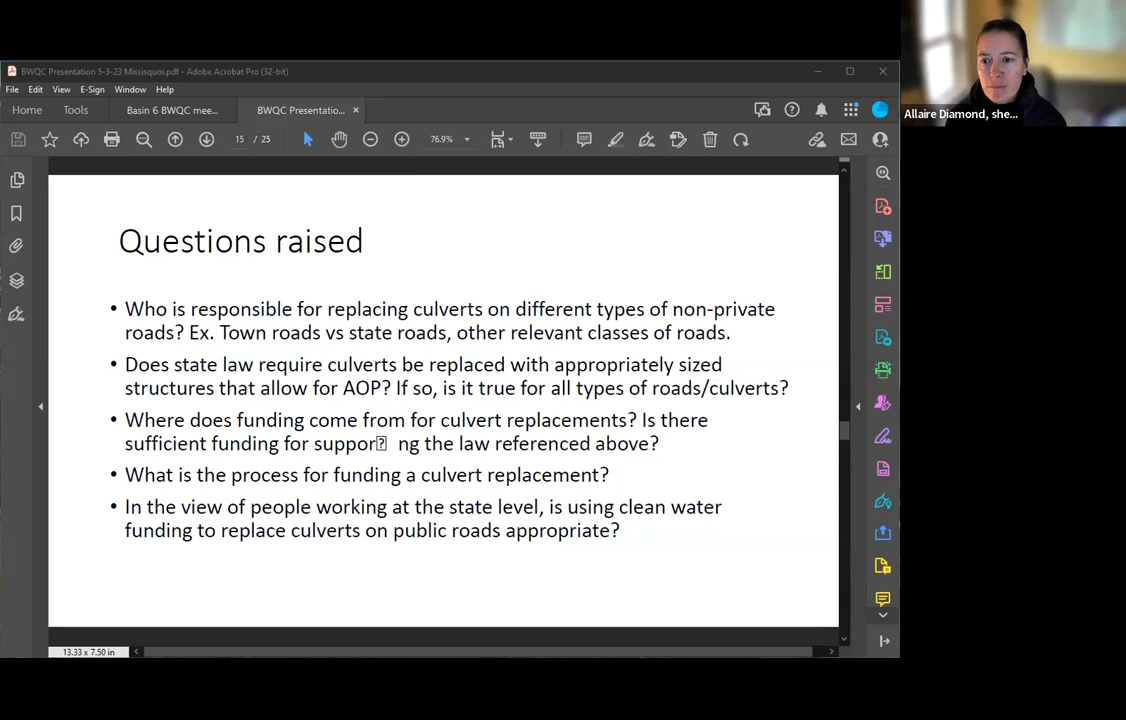 BWQC Presentation 5-3-23 Missisquoi.pdf - Adobe Acrobat Pro (32-bit)
File Edit View E-Sign Window Help
Home Tools Basin 6 BWQC mee... BWQC Presentatio... ×
15 / 25 76.9%
Allaire Diamond, she...
Questions raised
• Who is responsible for replacing culverts on different types of non-private
roads? Ex. Town roads vs state roads, other relevant classes of roads.
• Does state law require culverts be replaced with appropriately sized
structures that allow for AOP? If so, is it true for all types of roads/culverts?
• Where does funding come from for culvert replacements? Is there
sufficient funding for suppor⍰ ng the law referenced above?
• What is the process for funding a culvert replacement?
• In the view of people working at the state level, is using clean water
funding to replace culverts on public roads appropriate?
13.33 x 7.50 in